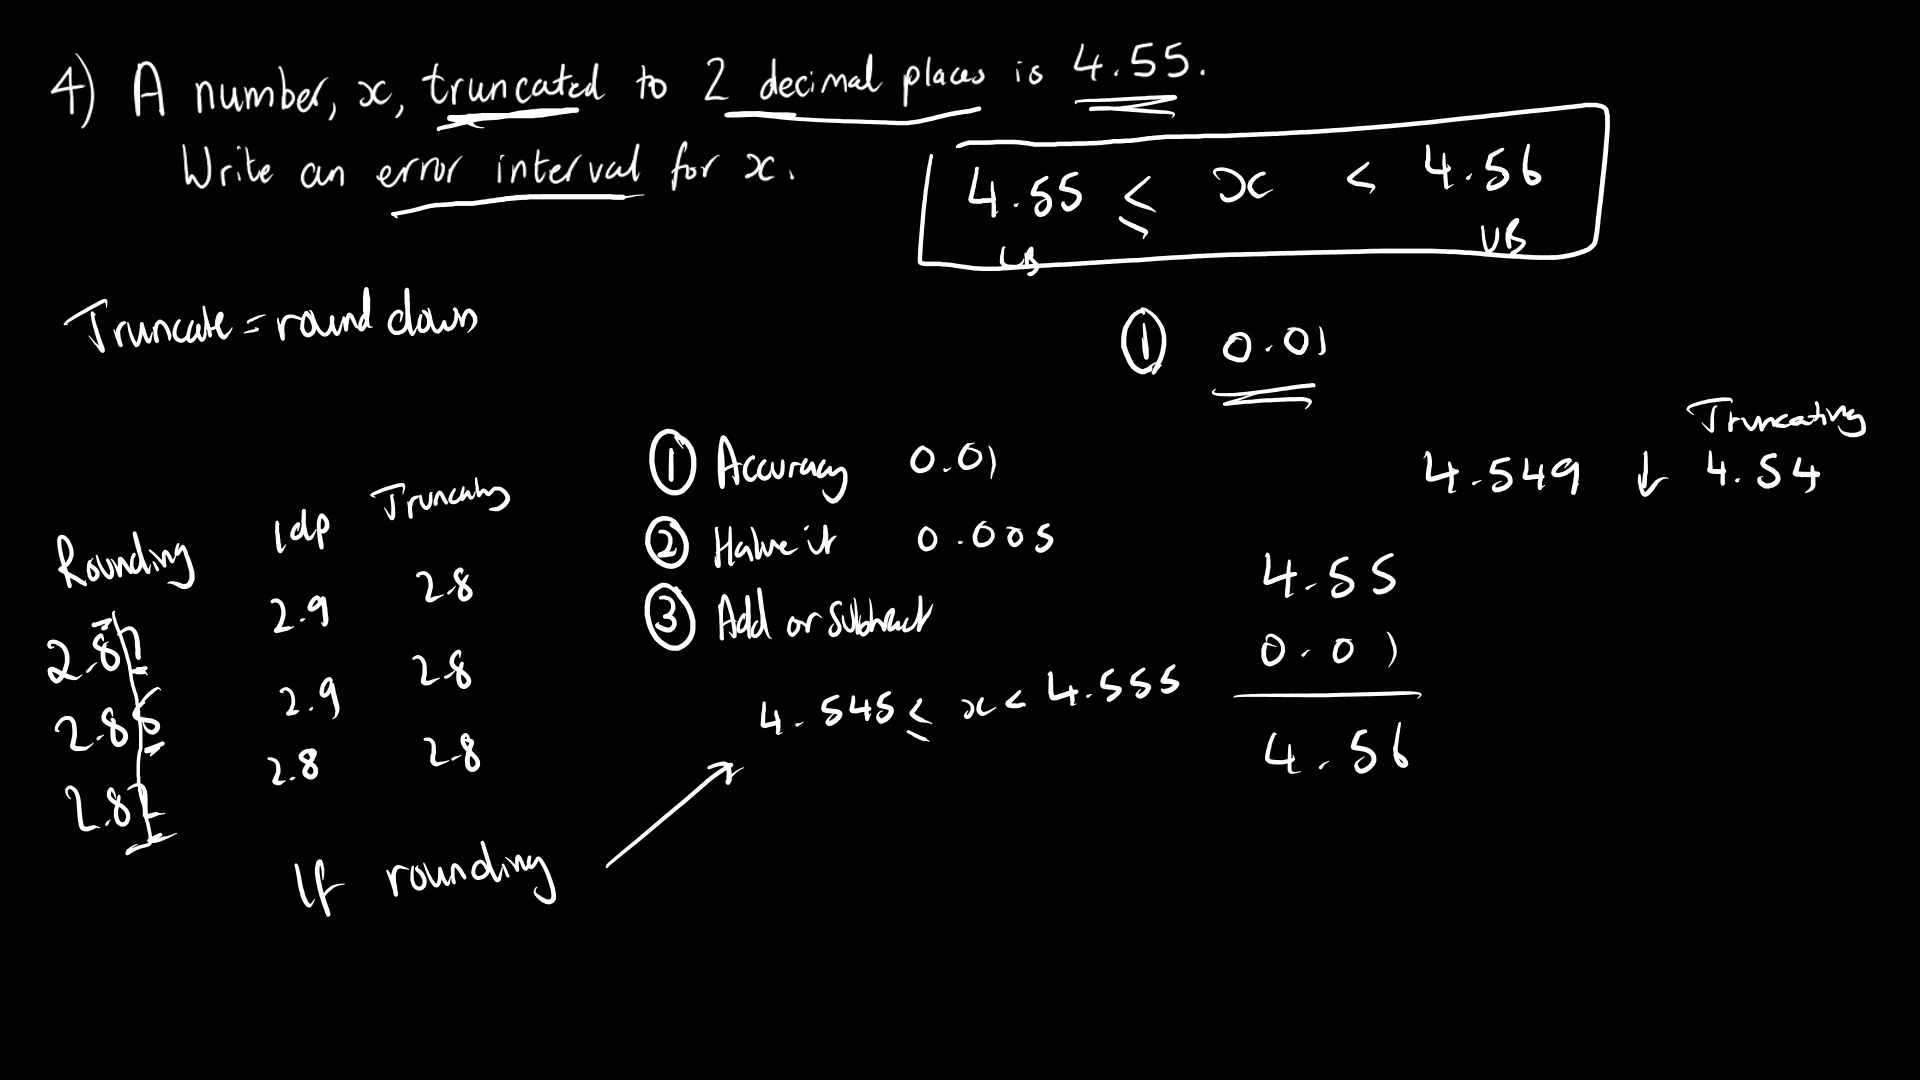 4) A number, x, truncated to 2 decimal places is 4.55.
Write an error interval for x.
4.55 ≤ x < 4.56
LB UB
Truncate = round down
① 0.01
Truncating
4.549 ↓ 4.54
① Accuracy 0.01
② Halve it 0.005
③ Add or subtract
4.545 ≤ x < 4.555
Rounding 1dp Truncating
2.87 2.9 2.8
2.85 2.9 2.8
2.82 2.8 2.8
If rounding
4.55
0.01
4.56